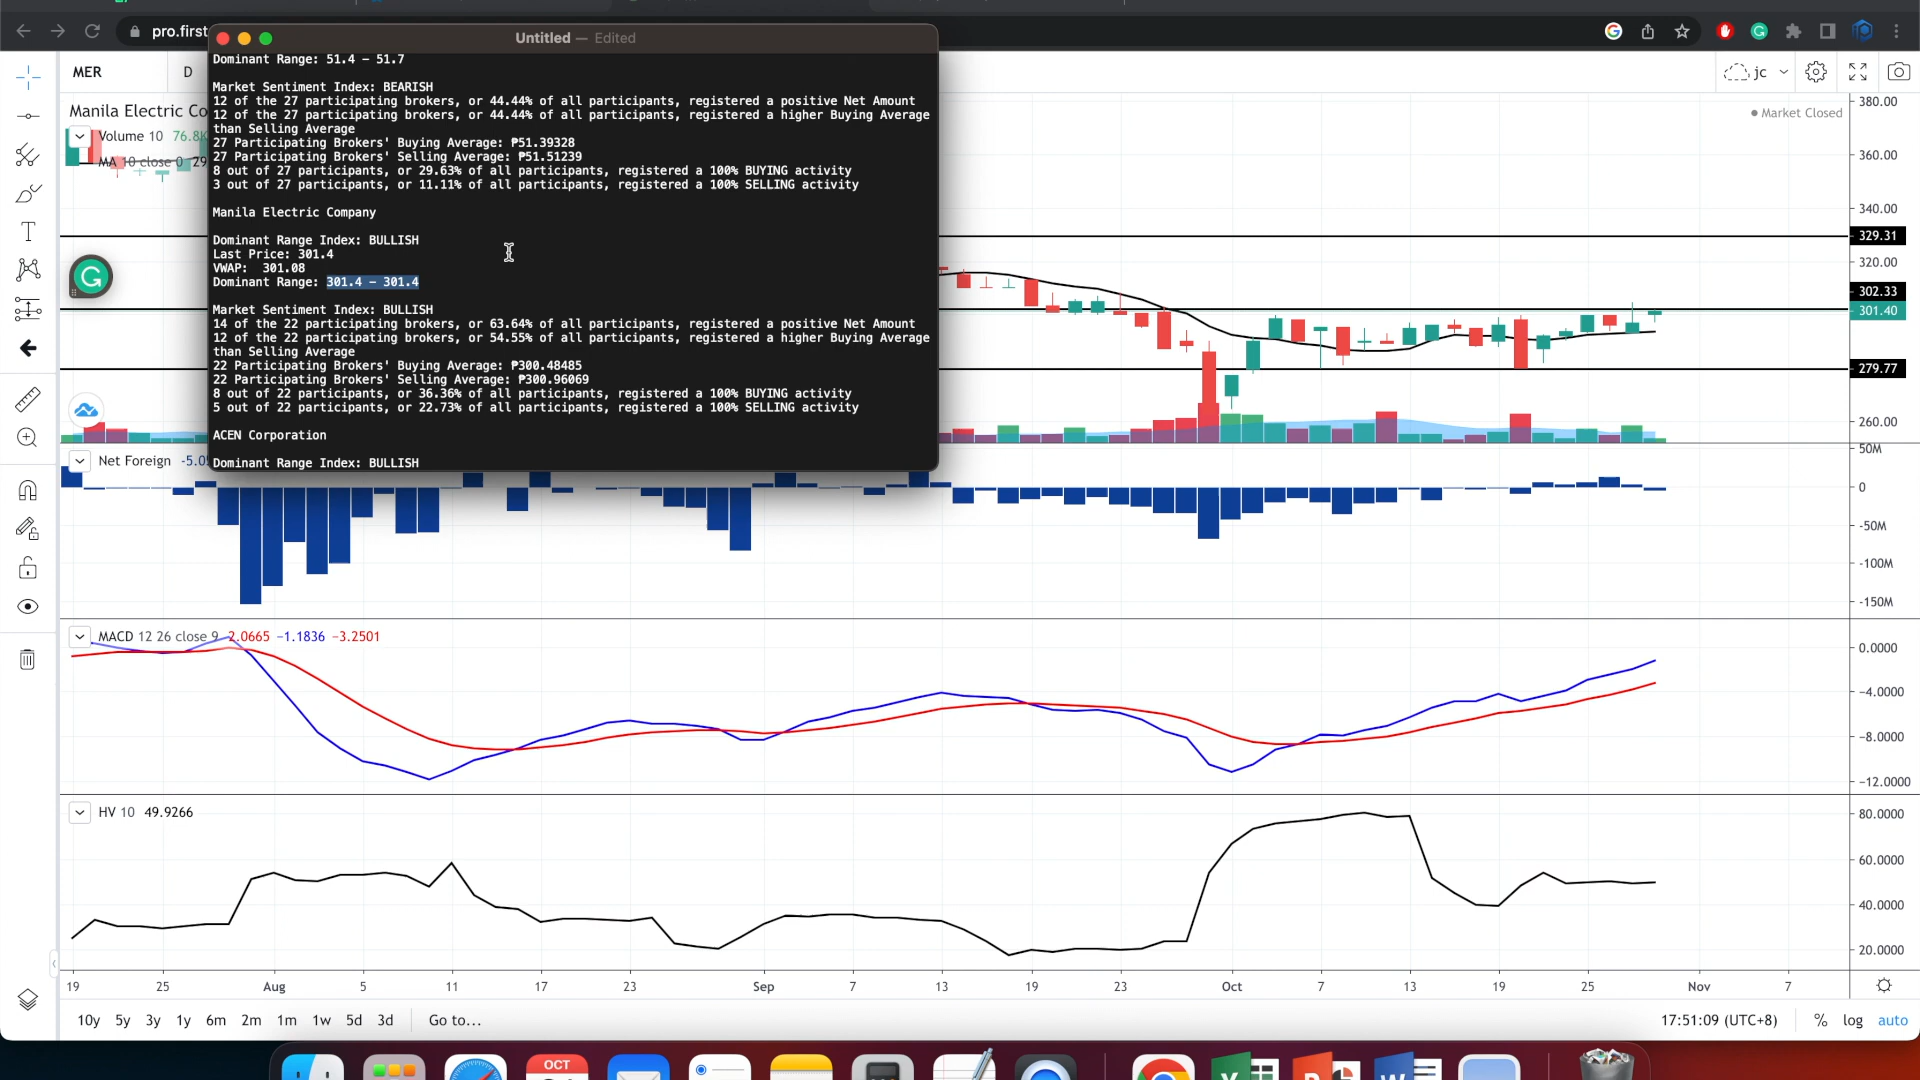 pro.first
Untitled — Edited
MER
D
jc
Manila Electric Co
Volume 10 76.8K
MA 10 close 0 29
Market Closed
Dominant Range: 51.4 – 51.7
Market Sentiment Index: BEARISH
12 of the 27 participating brokers, or 44.44% of all participants, registered a positive Net Amount
12 of the 27 participating brokers, or 44.44% of all participants, registered a higher Buying Average
than Selling Average
27 Participating Brokers' Buying Average: ₱51.39328
27 Participating Brokers' Selling Average: ₱51.51239
8 out of 27 participants, or 29.63% of all participants, registered a 100% BUYING activity
3 out of 27 participants, or 11.11% of all participants, registered a 100% SELLING activity
Manila Electric Company
Dominant Range Index: BULLISH
Last Price: 301.4
VWAP: 301.08
Dominant Range: 301.4 – 301.4
Market Sentiment Index: BULLISH
14 of the 22 participating brokers, or 63.64% of all participants, registered a positive Net Amount
12 of the 22 participating brokers, or 54.55% of all participants, registered a higher Buying Average
than Selling Average
22 Participating Brokers' Buying Average: ₱300.48485
22 Participating Brokers' Selling Average: ₱300.96069
8 out of 22 participants, or 36.36% of all participants, registered a 100% BUYING activity
5 out of 22 participants, or 22.73% of all participants, registered a 100% SELLING activity
ACEN Corporation
Dominant Range Index: BULLISH
380.00
360.00
340.00
329.31
320.00
302.33
301.40
279.77
260.00
Net Foreign
50M
0
-50M
-100M
-150M
MACD 12 26 close 9 2.0665 −1.1836 −3.2501
0.0000
−4.0000
−8.0000
−12.0000
HV 10 49.9266
80.0000
60.0000
40.0000
20.0000
19 25 Aug 5 11 17 23 Sep 7 13 19 23 Oct 7 13 19 25 Nov 7
10y 5y 3y 1y 6m 2m 1m 1w 5d 3d Go to...
17:51:09 (UTC+8) % log auto
OCT